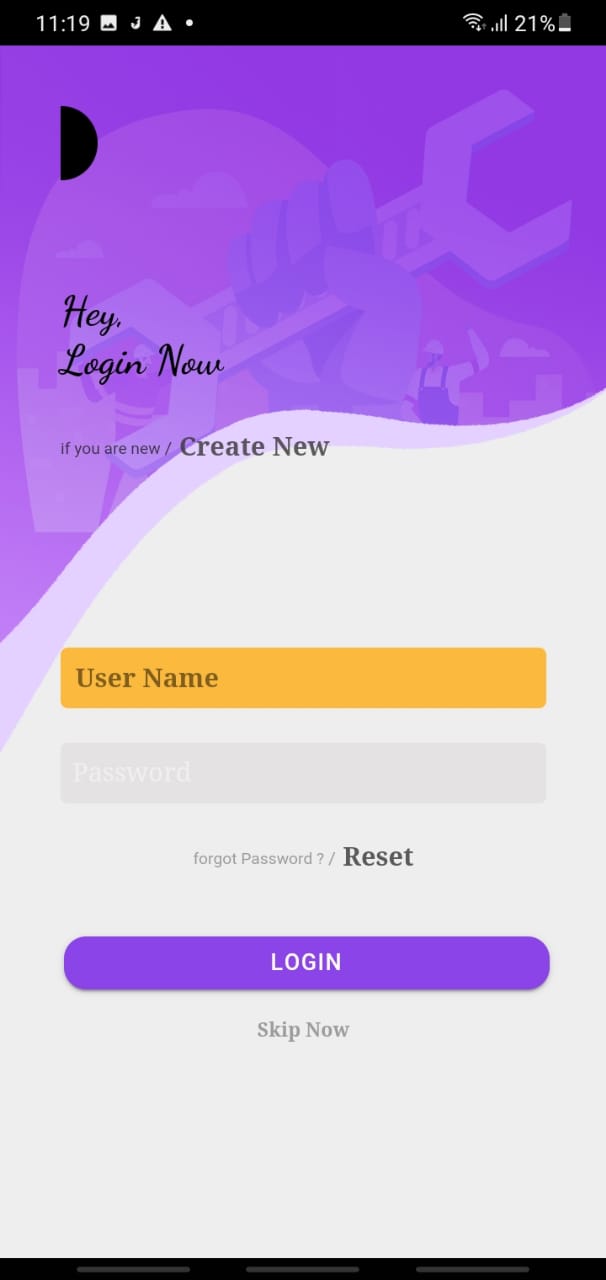 11:19 J 21%
Hey,
Login Now
if you are new / Create New
User Name
Password
forgot Password ? / Reset
LOGIN
Skip Now